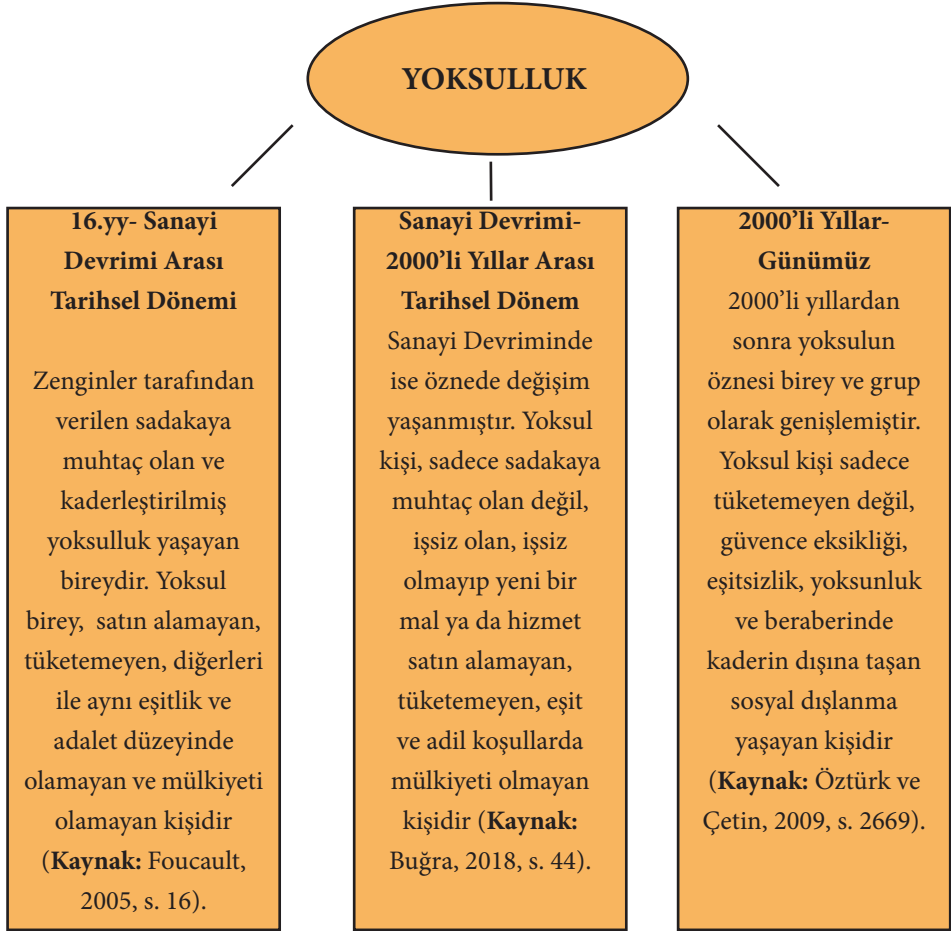 YOKSULLUK
16.yy- Sanayi
Devrimi Arası
Tarihsel Dönemi
Zenginler tarafından
verilen sadakaya
muhtaç olan ve
kaderleştirilmiş
yoksulluk yaşayan
bireydir. Yoksul
birey, satın alamayan,
tüketemeyen, diğerleri
ile aynı eşitlik ve
adalet düzeyinde
olamayan ve mülkiyeti
olamayan kişidir
(Kaynak: Foucault,
2005, s. 16).
Sanayi Devrimi-
2000’li Yıllar Arası
Tarihsel Dönem
Sanayi Devriminde
ise öznede değişim
yaşanmıştır. Yoksul
kişi, sadece sadakaya
muhtaç olan değil,
işsiz olan, işsiz
olmayıp yeni bir
mal ya da hizmet
satın alamayan,
tüketemeyen, eşit
ve adil koşullarda
mülkiyeti olmayan
kişidir (Kaynak:
Buğra, 2018, s. 44).
2000’li Yıllar-
Günümüz
2000’li yıllardan
sonra yoksulun
öznesi birey ve grup
olarak genişlemiştir.
Yoksul kişi sadece
tüketemeyen değil,
güvence eksikliği,
eşitsizlik, yoksunluk
ve beraberinde
kaderin dışına taşan
sosyal dışlanma
yaşayan kişidir
(Kaynak: Öztürk ve
Çetin, 2009, s. 2669).